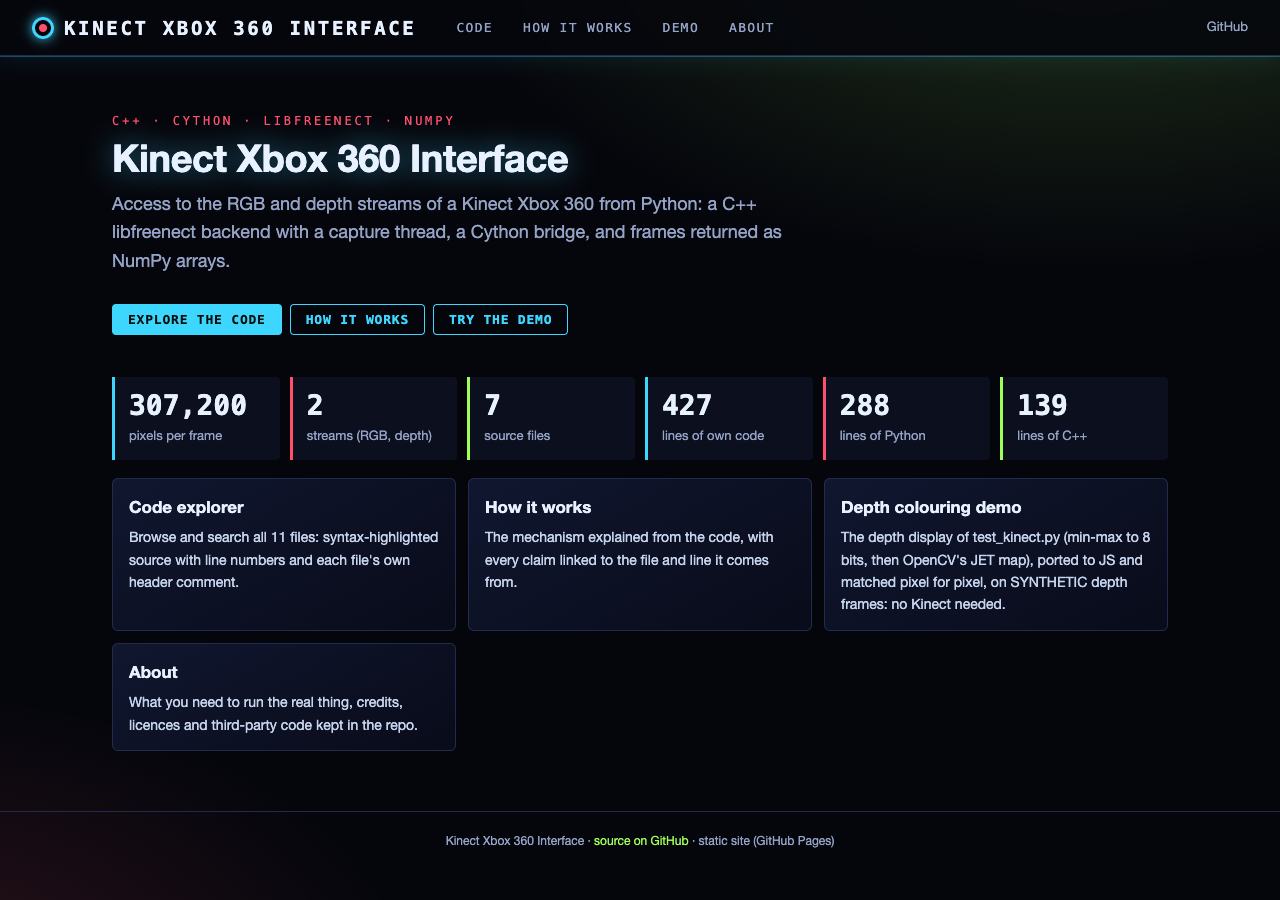 KINECT XBOX 360 INTERFACE
CODE
HOW IT WORKS
DEMO
ABOUT
GitHub
C++ · CYTHON · LIBFREENECT · NUMPY
Kinect Xbox 360 Interface
Access to the RGB and depth streams of a Kinect Xbox 360 from Python: a C++
libfreenect backend with a capture thread, a Cython bridge, and frames returned as
NumPy arrays.
EXPLORE THE CODE
HOW IT WORKS
TRY THE DEMO
307,200
pixels per frame
2
streams (RGB, depth)
7
source files
427
lines of own code
288
lines of Python
139
lines of C++
Code explorer
Browse and search all 11 files: syntax-highlighted
source with line numbers and each file's own
header comment.
How it works
The mechanism explained from the code, with
every claim linked to the file and line it comes
from.
Depth colouring demo
The depth display of test_kinect.py (min-max to 8
bits, then OpenCV's JET map), ported to JS and
matched pixel for pixel, on SYNTHETIC depth
frames: no Kinect needed.
About
What you need to run the real thing, credits,
licences and third-party code kept in the repo.
Kinect Xbox 360 Interface · source on GitHub · static site (GitHub Pages)